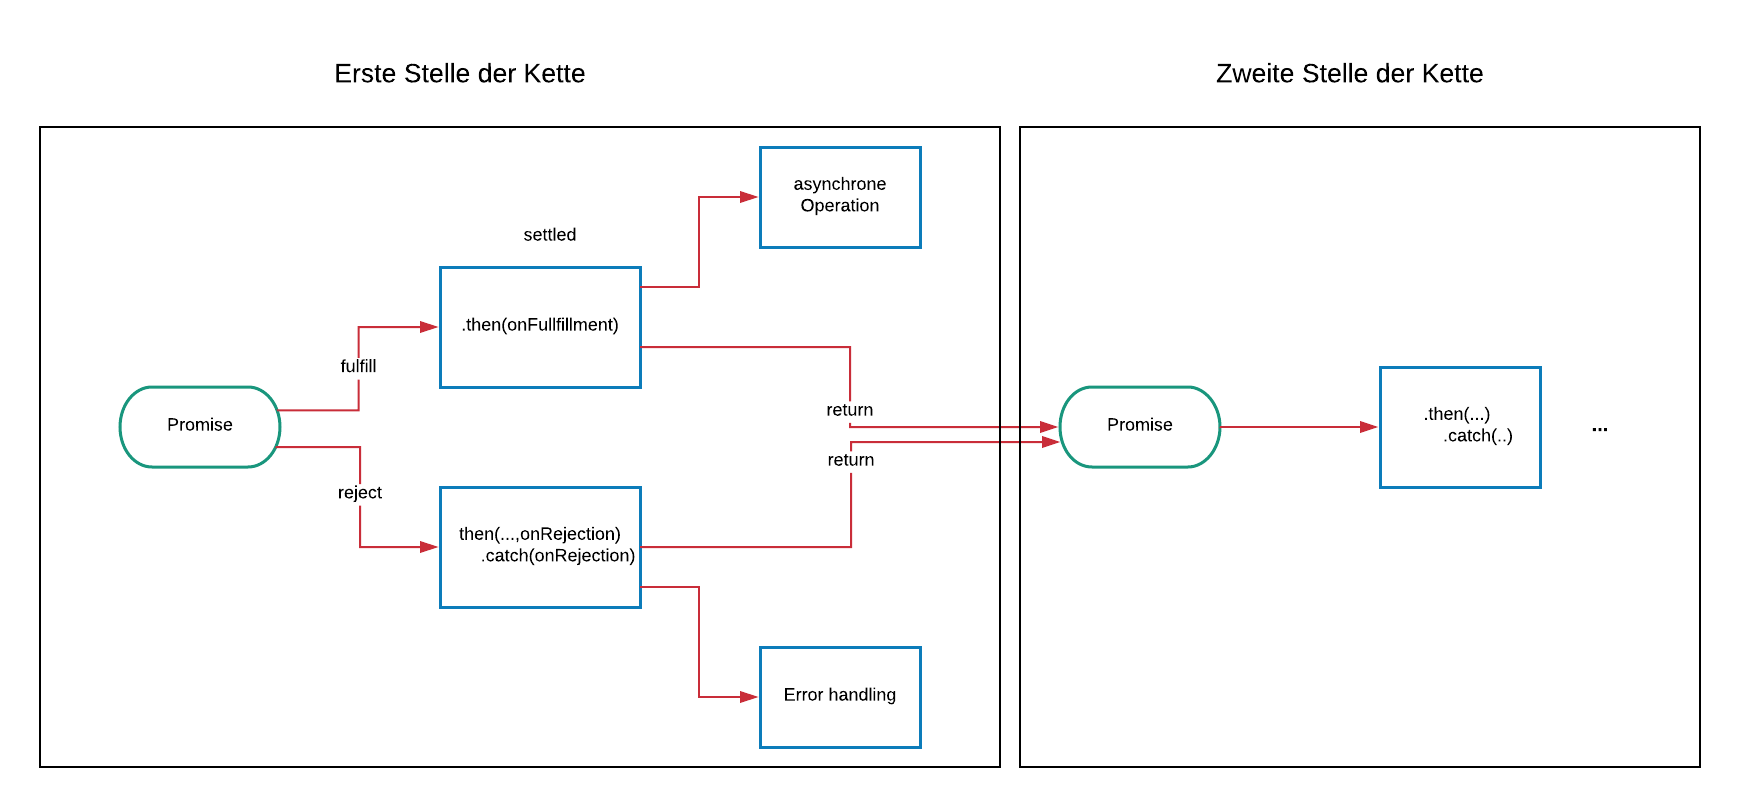 Erste Stelle der Kette
Zweite Stelle der Kette
asynchrone
Operation
settled
.then(onFullfillment)
fulfill
Promise
reject
then(...,onRejection)
.catch(onRejection)
return
return
Error handling
Promise
.then(...)
.catch(..)
...